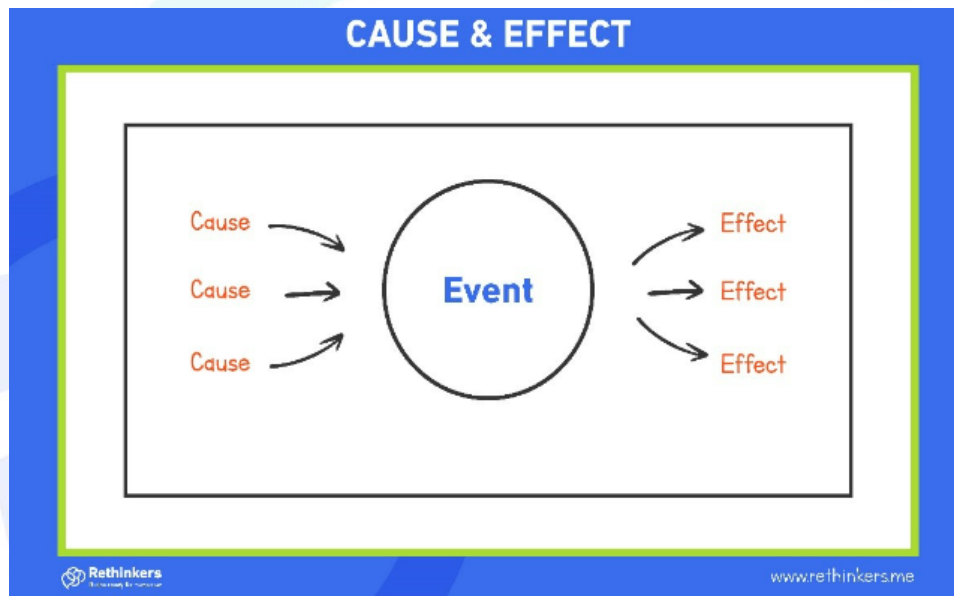 CAUSE & EFFECT
Cause
Effect
Cause
Event
Effect
Cause
Effect
Rethinkers
www.rethinkers.me